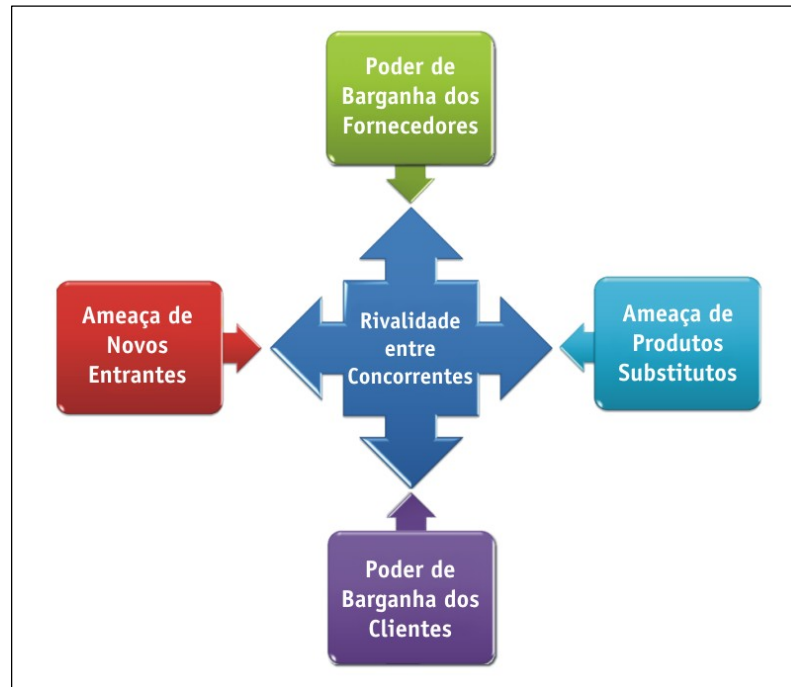 Poder de
Barganha dos
Fornecedores
Ameaça de
Novos
Entrantes
Rivalidade
entre
Concorrentes
Ameaça de
Produtos
Substitutos
Poder de
Barganha dos
Clientes